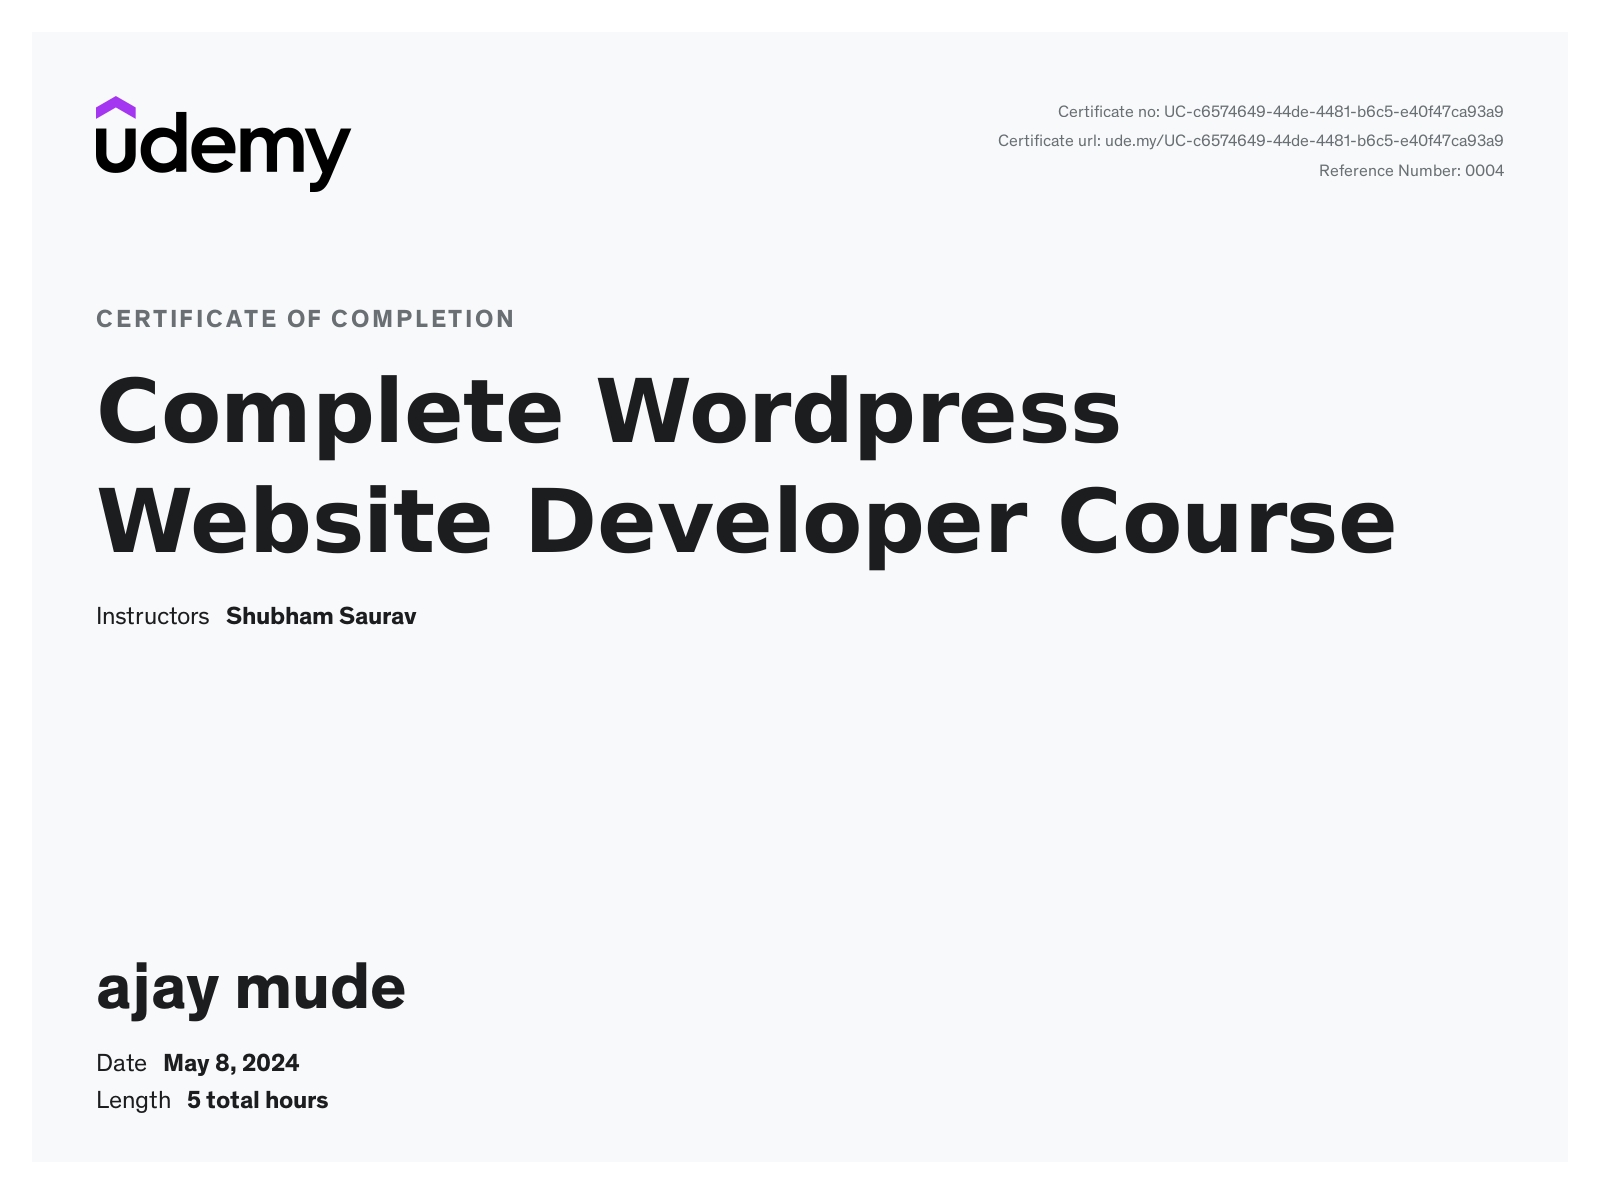 udemy
Certificate no: UC-c6574649-44de-4481-b6c5-e40f47ca93a9
Certificate url: ude.my/UC-c6574649-44de-4481-b6c5-e40f47ca93a9
Reference Number: 0004
CERTIFICATE OF COMPLETION
Complete Wordpress
Website Developer Course
Instructors Shubham Saurav
ajay mude
Date May 8, 2024
Length 5 total hours